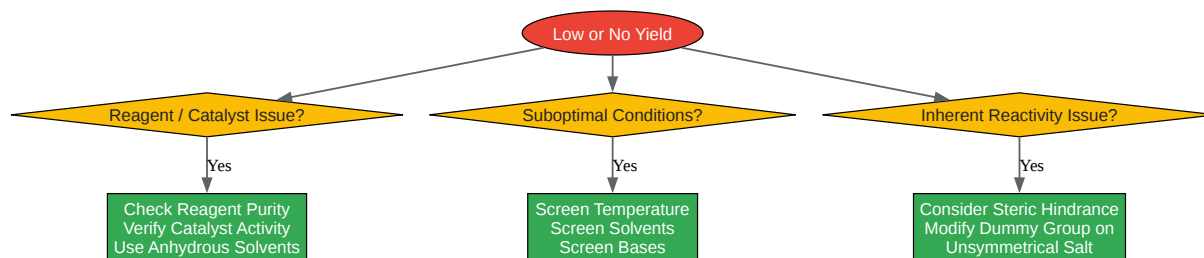 Low or No Yield
Reagent / Catalyst Issue?
Suboptimal Conditions?
Inherent Reactivity Issue?
Yes
Yes
Yes
Check Reagent Purity
Verify Catalyst Activity
Use Anhydrous Solvents
Screen Temperature
Screen Solvents
Screen Bases
Consider Steric Hindrance
Modify Dummy Group on
Unsymmetrical Salt